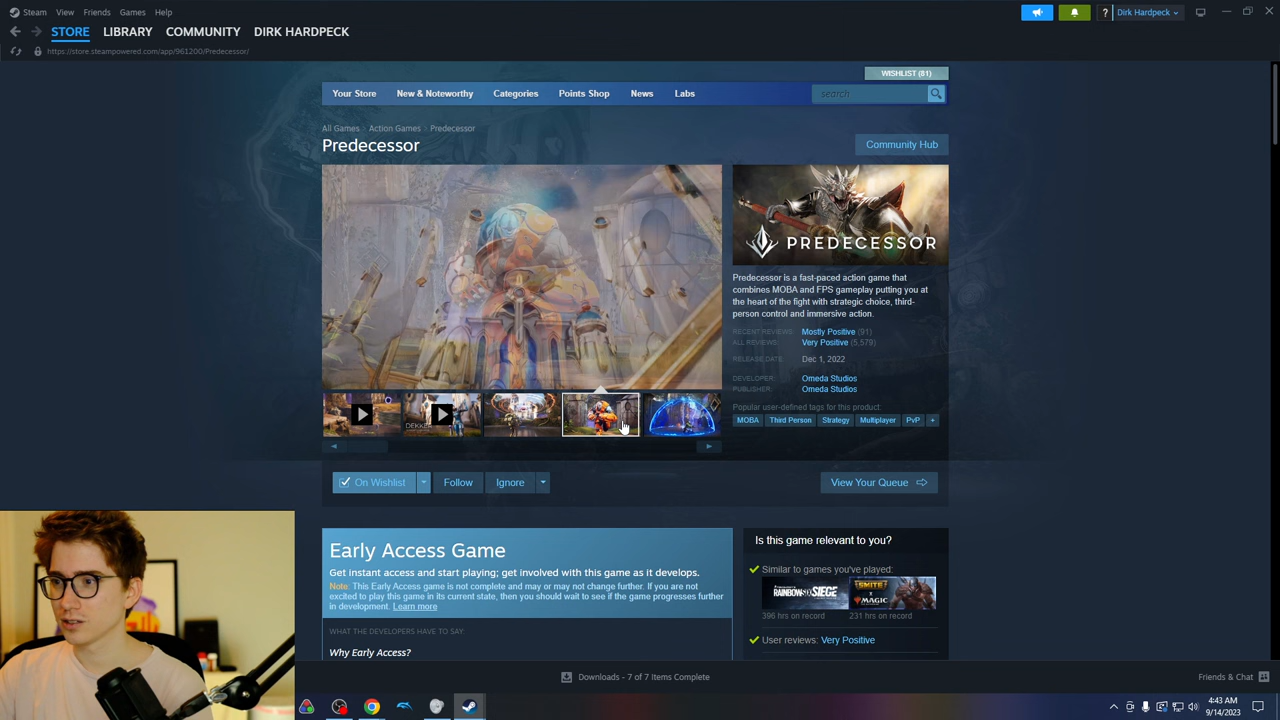 Steam View Friends Games Help
Dirk Hardpeck
STORE LIBRARY COMMUNITY DIRK HARDPECK
https://store.steampowered.com/app/961200/Predecessor/
WISHLIST (81)
Your Store New & Noteworthy Categories Points Shop News Labs search
All Games > Action Games > Predecessor
Predecessor
Community Hub
PREDECESSOR
Predecessor is a fast-paced action game that
combines MOBA and FPS gameplay putting you at
the heart of the fight with strategic choice, third-
person control and immersive action.
RECENT REVIEWS: Mostly Positive (91)
ALL REVIEWS: Very Positive (5,579)
RELEASE DATE: Dec 1, 2022
DEVELOPER: Omeda Studios
PUBLISHER: Omeda Studios
Popular user-defined tags for this product:
MOBA Third Person Strategy Multiplayer PvP +
DEKKER
On Wishlist Follow Ignore View Your Queue
Early Access Game
Get instant access and start playing; get involved with this game as it develops.
Note: This Early Access game is not complete and may or may not change further. If you are not
excited to play this game in its current state, then you should wait to see if the game progresses further
in development. Learn more
WHAT THE DEVELOPERS HAVE TO SAY:
Why Early Access?
Is this game relevant to you?
Similar to games you've played:
RAINBOW SIX SIEGE
SMITE X MAGIC
396 hrs on record 231 hrs on record
User reviews: Very Positive
Downloads - 7 of 7 Items Complete
Friends & Chat
4:43 AM
9/14/2023